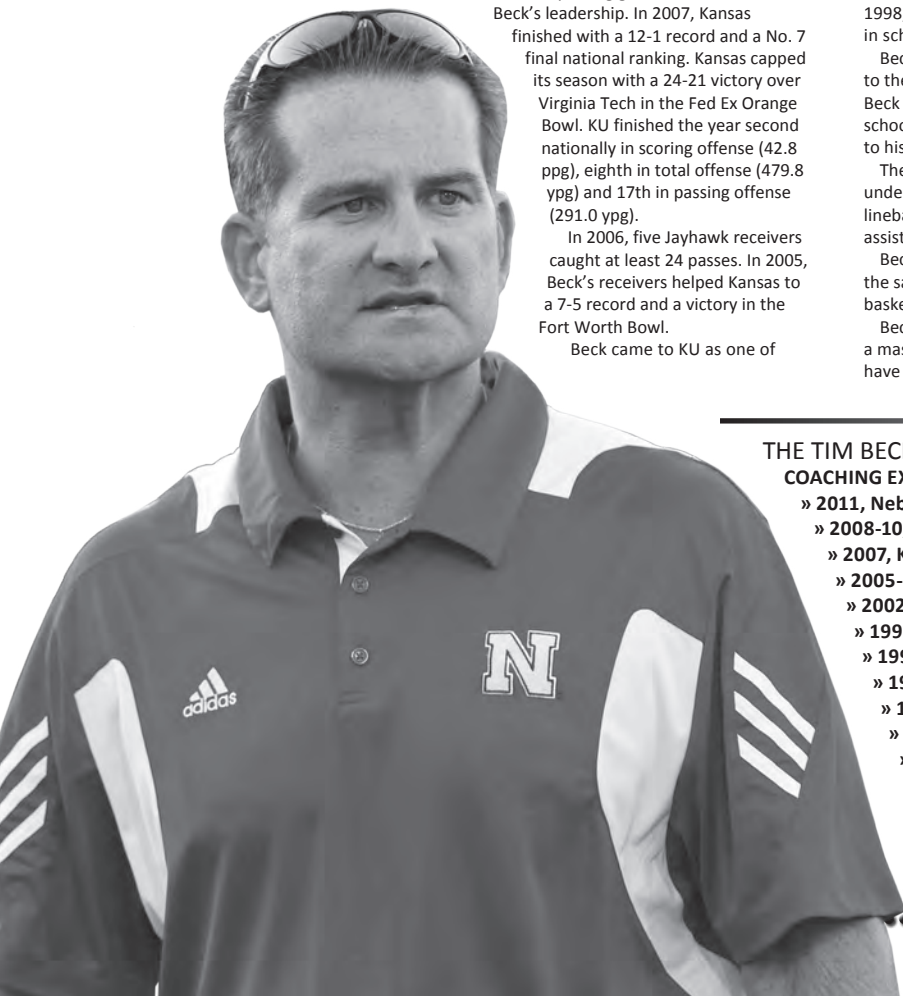 Beck’s leadership. In 2007, Kansas
finished with a 12-1 record and a No. 7
final national ranking. Kansas capped
its season with a 24-21 victory over
Virginia Tech in the Fed Ex Orange
Bowl. KU finished the year second
nationally in scoring offense (42.8
ppg), eighth in total offense (479.8
ypg) and 17th in passing offense
(291.0 ypg).
In 2006, five Jayhawk receivers
caught at least 24 passes. In 2005,
Beck’s receivers helped Kansas to
a 7-5 record and a victory in the
Fort Worth Bowl.
Beck came to KU as one of
1998
in sch
Bec
to the
Beck
schoo
to his
The
unde
lineba
assist
Bec
the sa
baske
Bec
a mas
have
THE TIM BECK
COACHING EX
» 2011, Neb
» 2008-10
» 2007, K
» 2005-
» 2002
» 199
» 199
» 19
» 1
»
»
adidas
N